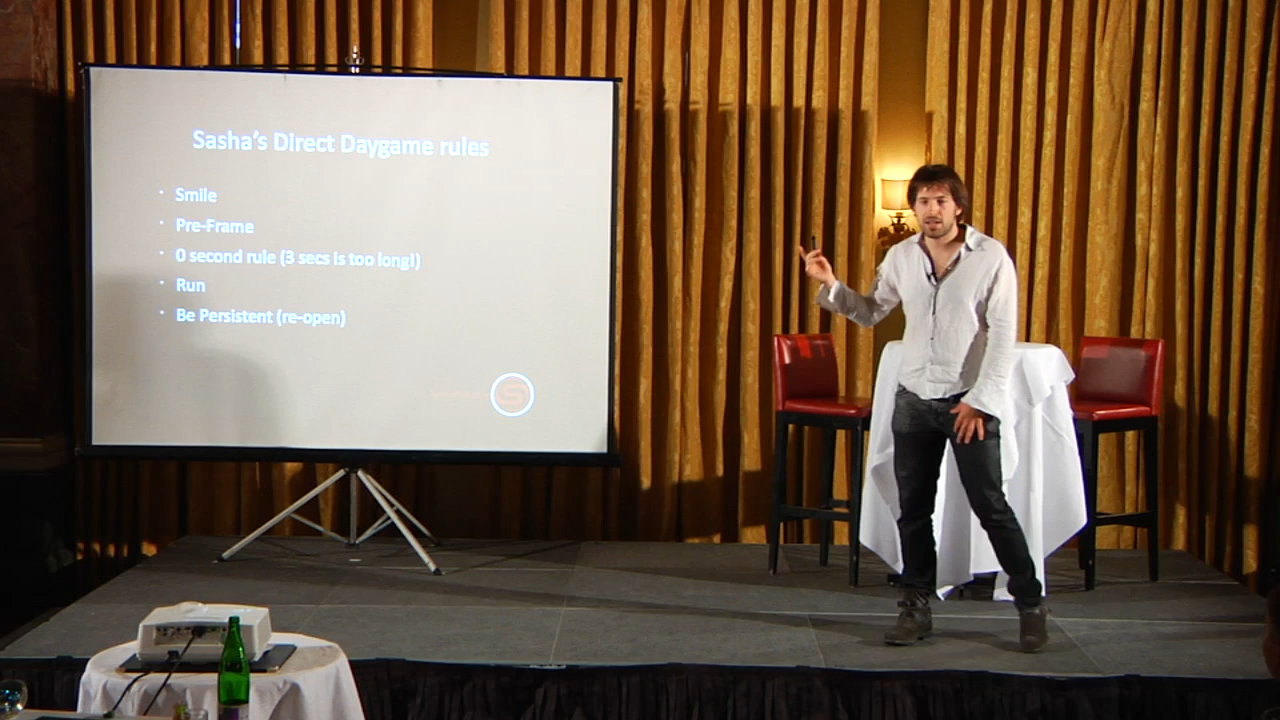 Sasha's Direct Daygame rules
· Smile
· Pre-Frame
· 0 second rule (3 secs is too long!)
· Run
· Be Persistent (re-open)
S